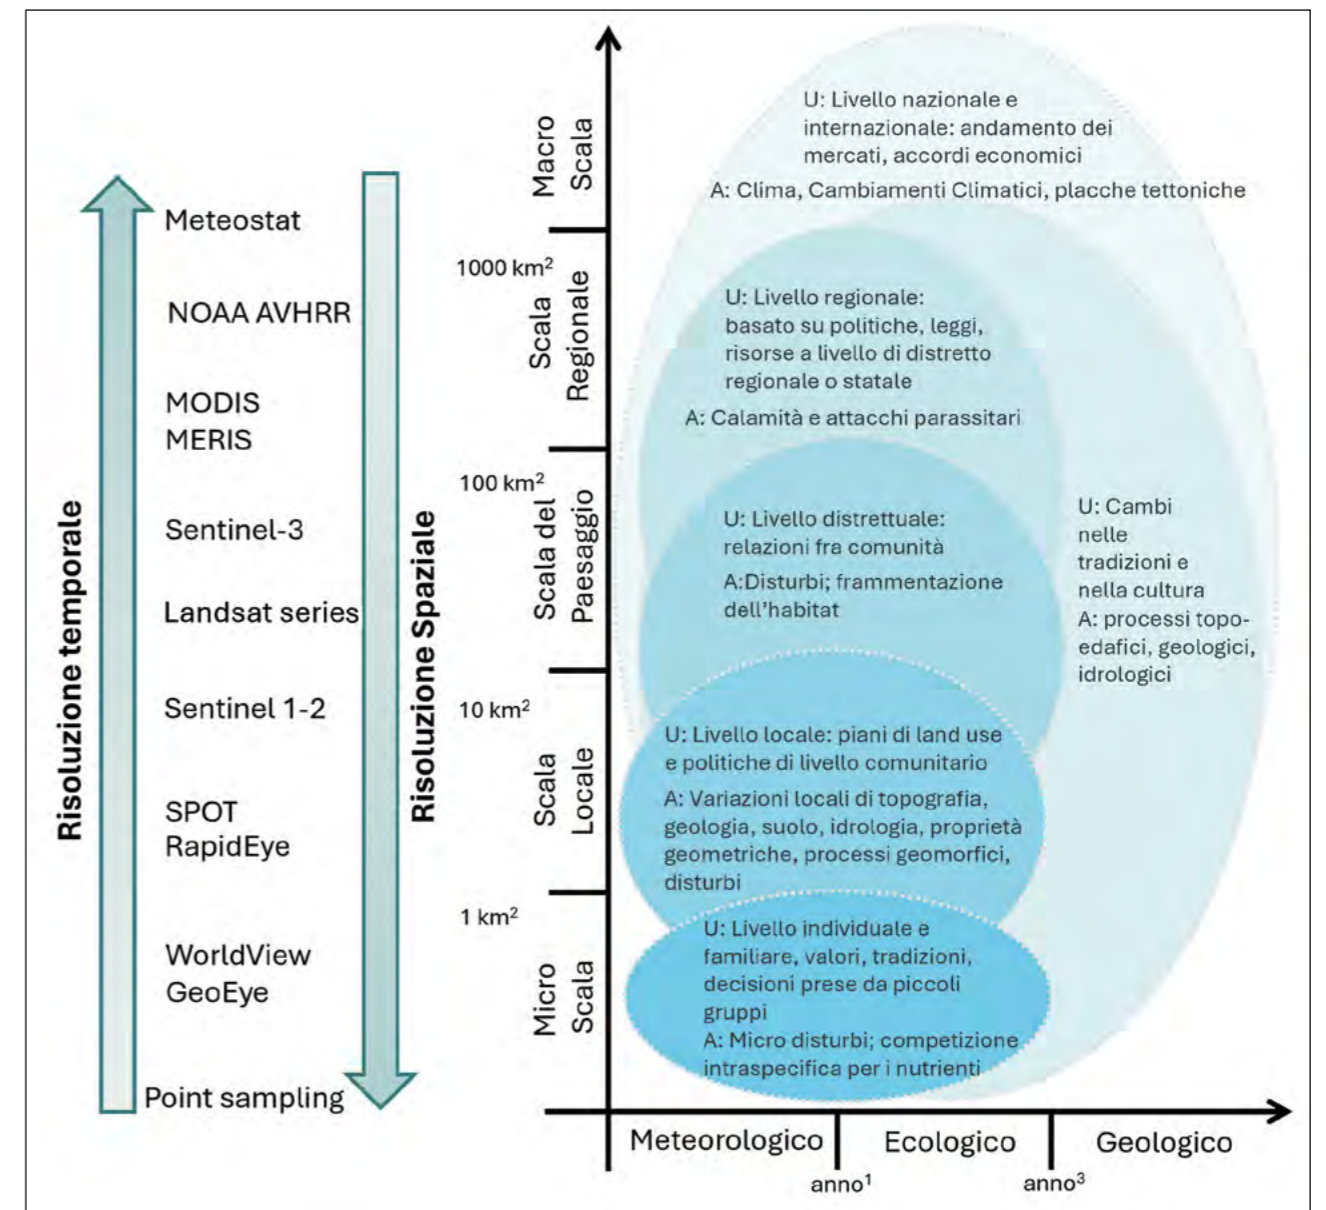 Risoluzione temporale
Meteostat
NOAA AVHRR
MODIS
MERIS
Sentinel-3
Landsat series
Sentinel 1-2
SPOT
RapidEye
WorldView
GeoEye
Point sampling
Risoluzione Spaziale
Macro
Scala
1000 km²
Scala
Regionale
100 km²
Scala del
Paesaggio
10 km²
Scala
Locale
1 km²
Micro
Scala
U: Livello nazionale e
internazionale: andamento dei
mercati, accordi economici
A: Clima, Cambiamenti Climatici, placche tettoniche
U: Livello regionale:
basato su politiche, leggi,
risorse a livello di distretto
regionale o statale
A: Calamità e attacchi parassitari
U: Livello distrettuale:
relazioni fra comunità
A:Disturbi; frammentazione
dell'habitat
U: Cambi
nelle
tradizioni e
nella cultura
A: processi topo-
edafici, geologici,
idrologici
U: Livello locale: piani di land use
e politiche di livello comunitario
A: Variazioni locali di topografia,
geologia, suolo, idrologia, proprietà
geometriche, processi geomorfici,
disturbi
U: Livello individuale e
familiare, valori, tradizioni,
decisioni prese da piccoli
gruppi
A: Micro disturbi; competizione
intraspecifica per i nutrienti
Meteorologico
Ecologico
Geologico
anno¹
anno³